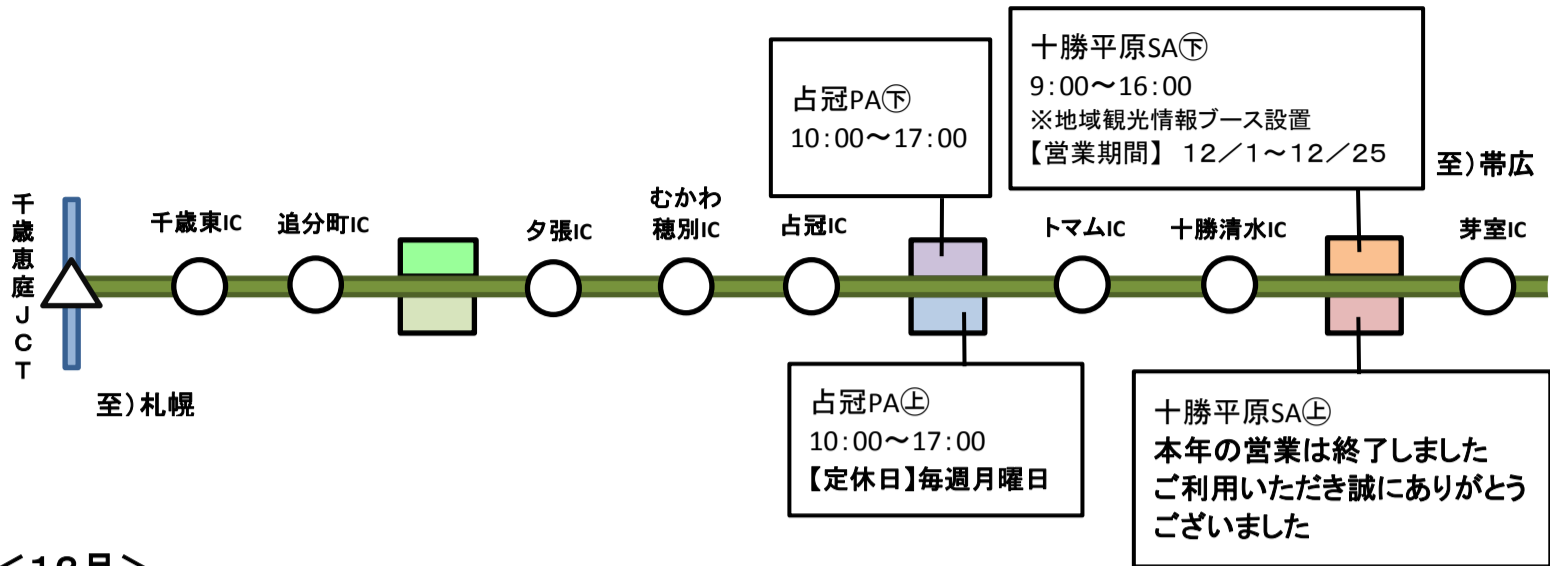 占冠PA㊦
10:00〜17:00
十勝平原SA㊦
9:00〜16:00
※地域観光情報ブース設置
【営業期間】 12/1〜12/25
至)帯広
千歳恵庭JCT
千歳東IC
追分町IC
夕張IC
むかわ
穂別IC
占冠IC
トマムIC
十勝清水IC
芽室IC
至)札幌
占冠PA㊤
10:00〜17:00
【定休日】毎週月曜日
十勝平原SA㊤
本年の営業は終了しました
ご利用いただき誠にありがとう
ございました